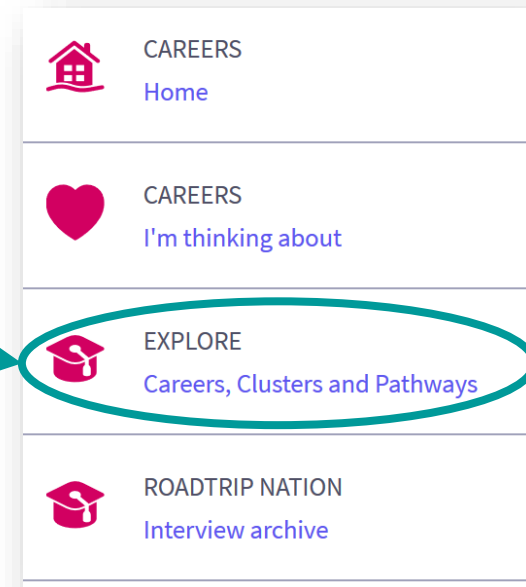 CAREERS
Home
CAREERS
I'm thinking about
EXPLORE
Careers, Clusters and Pathways
ROADTRIP NATION
Interview archive